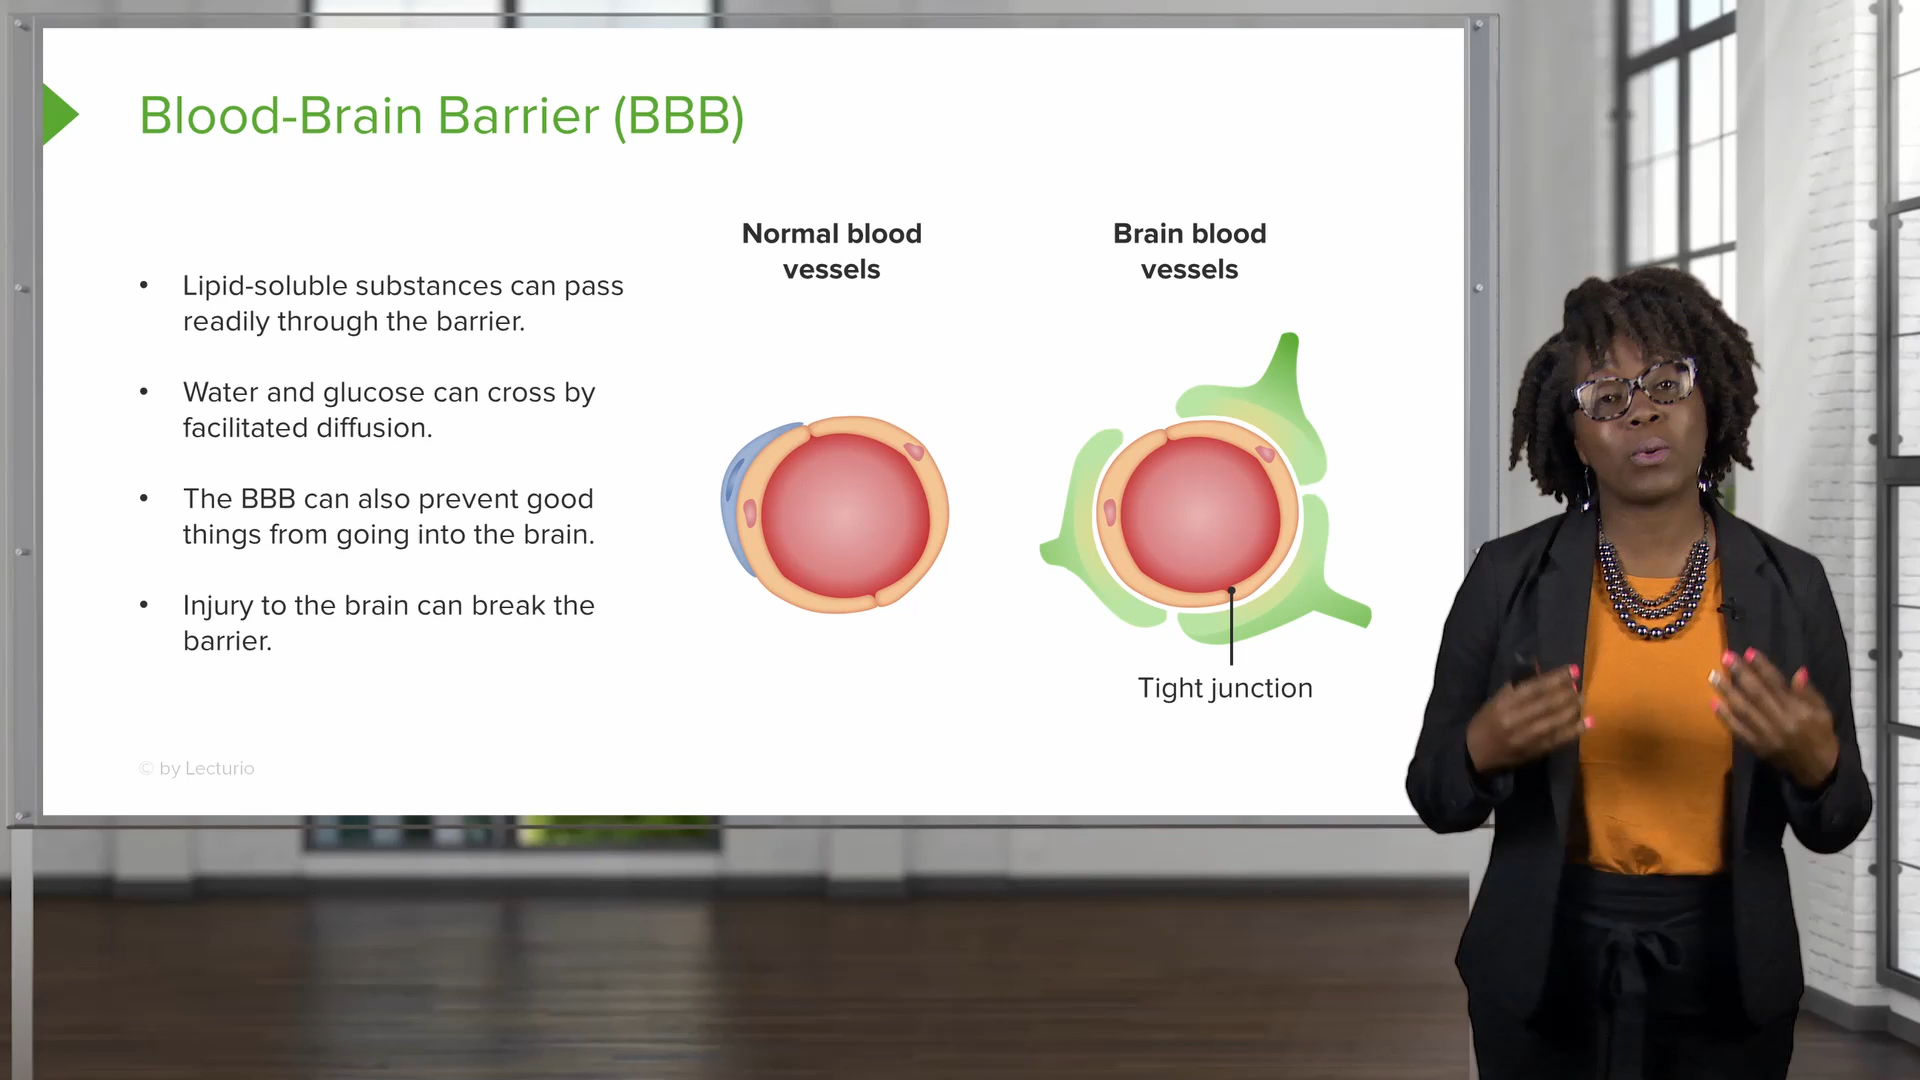 Blood-Brain Barrier (BBB)
• Lipid-soluble substances can pass
readily through the barrier.
• Water and glucose can cross by
facilitated diffusion.
• The BBB can also prevent good
things from going into the brain.
• Injury to the brain can break the
barrier.
Normal blood
vessels
Brain blood
vessels
Tight junction
© by Lecturio